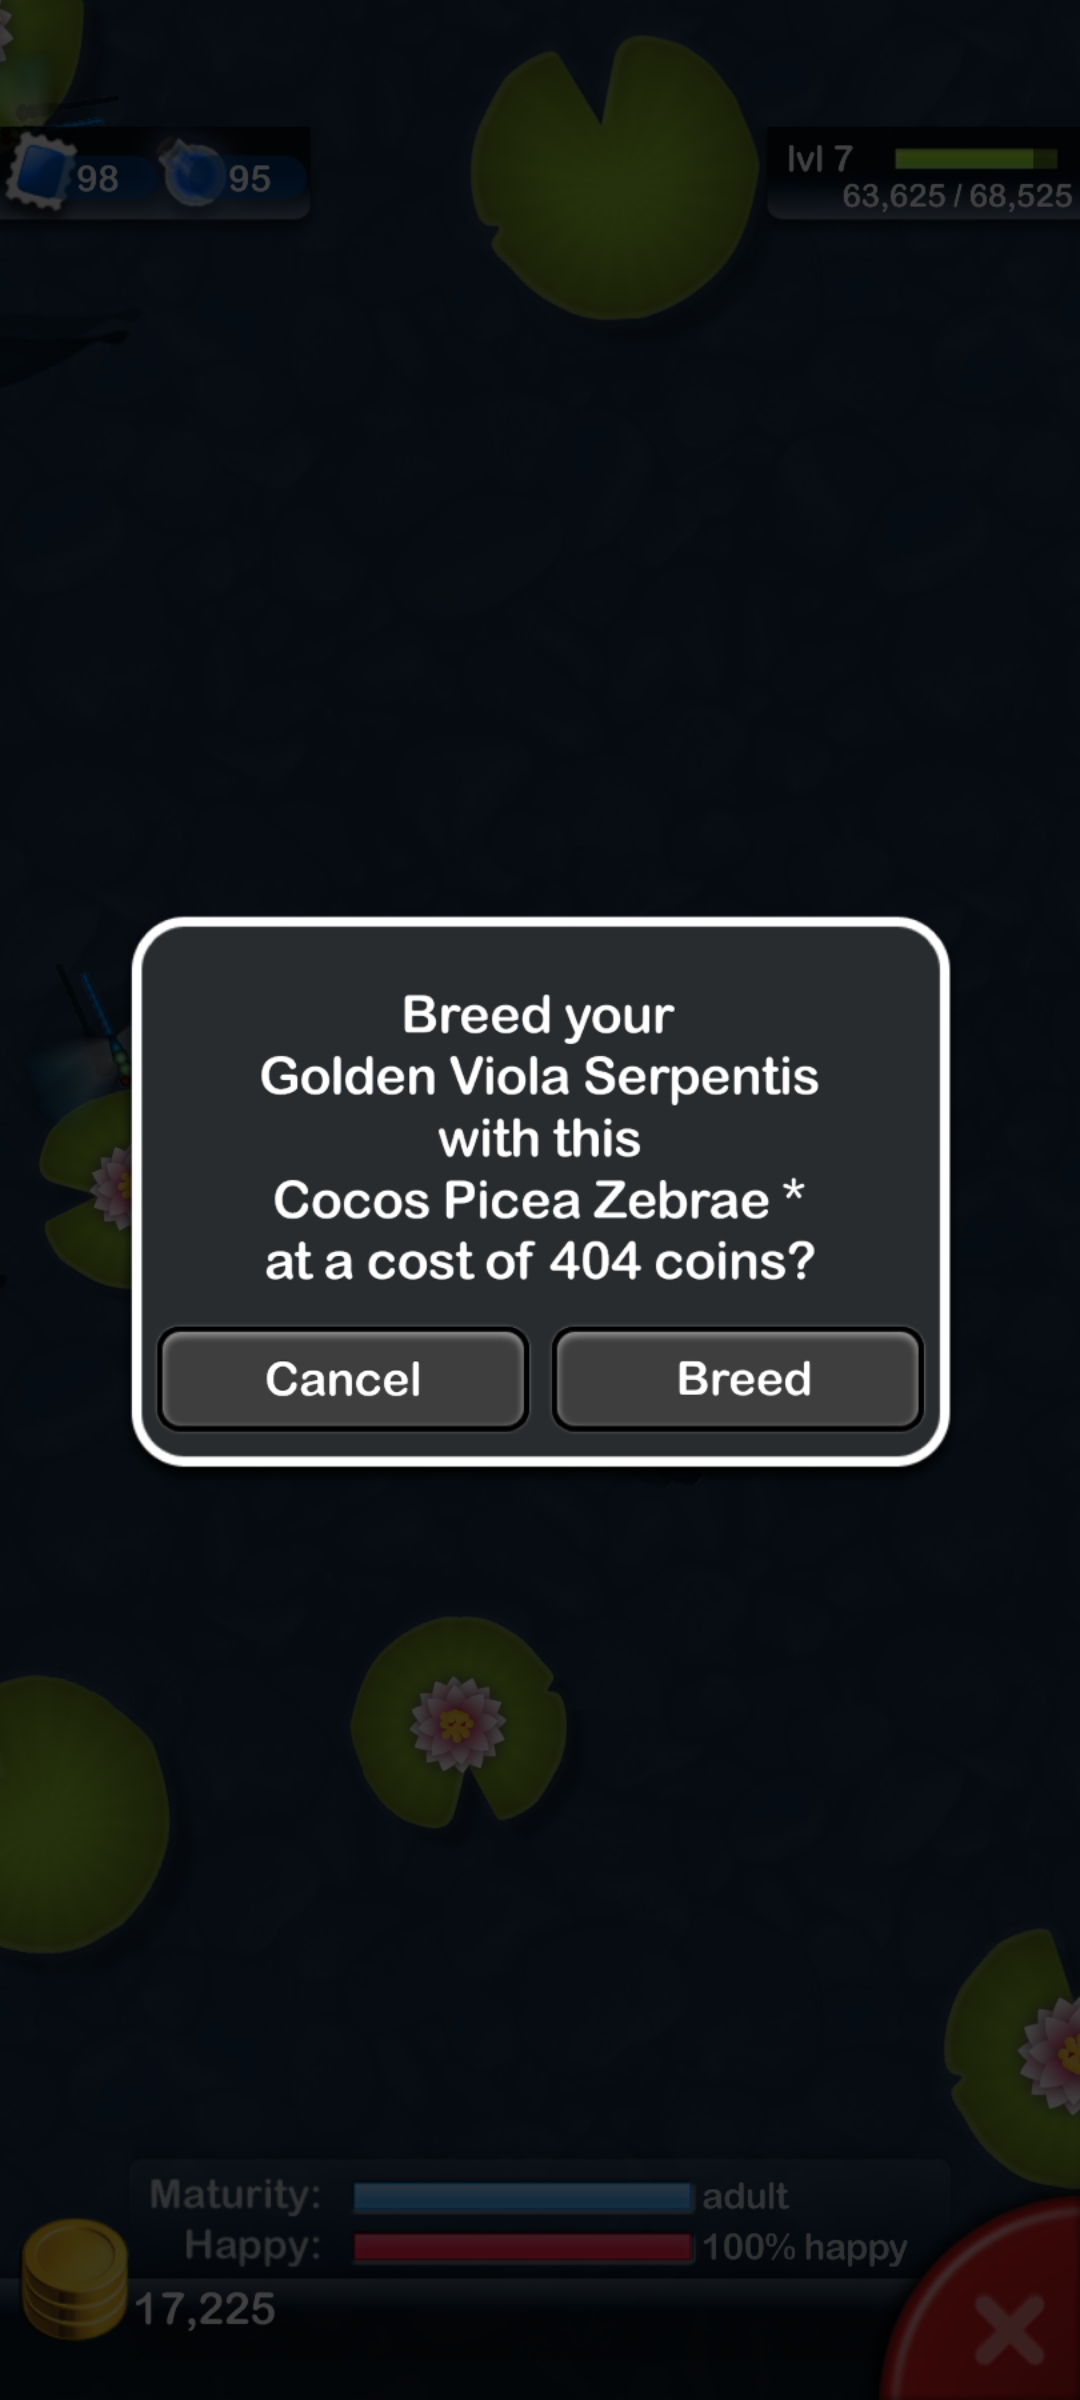 98 95
lvl 7
63,625 / 68,525
Breed your
Golden Viola Serpentis
with this
Cocos Picea Zebrae *
at a cost of 404 coins?
Cancel Breed
Maturity: adult
Happy: 100% happy
17,225